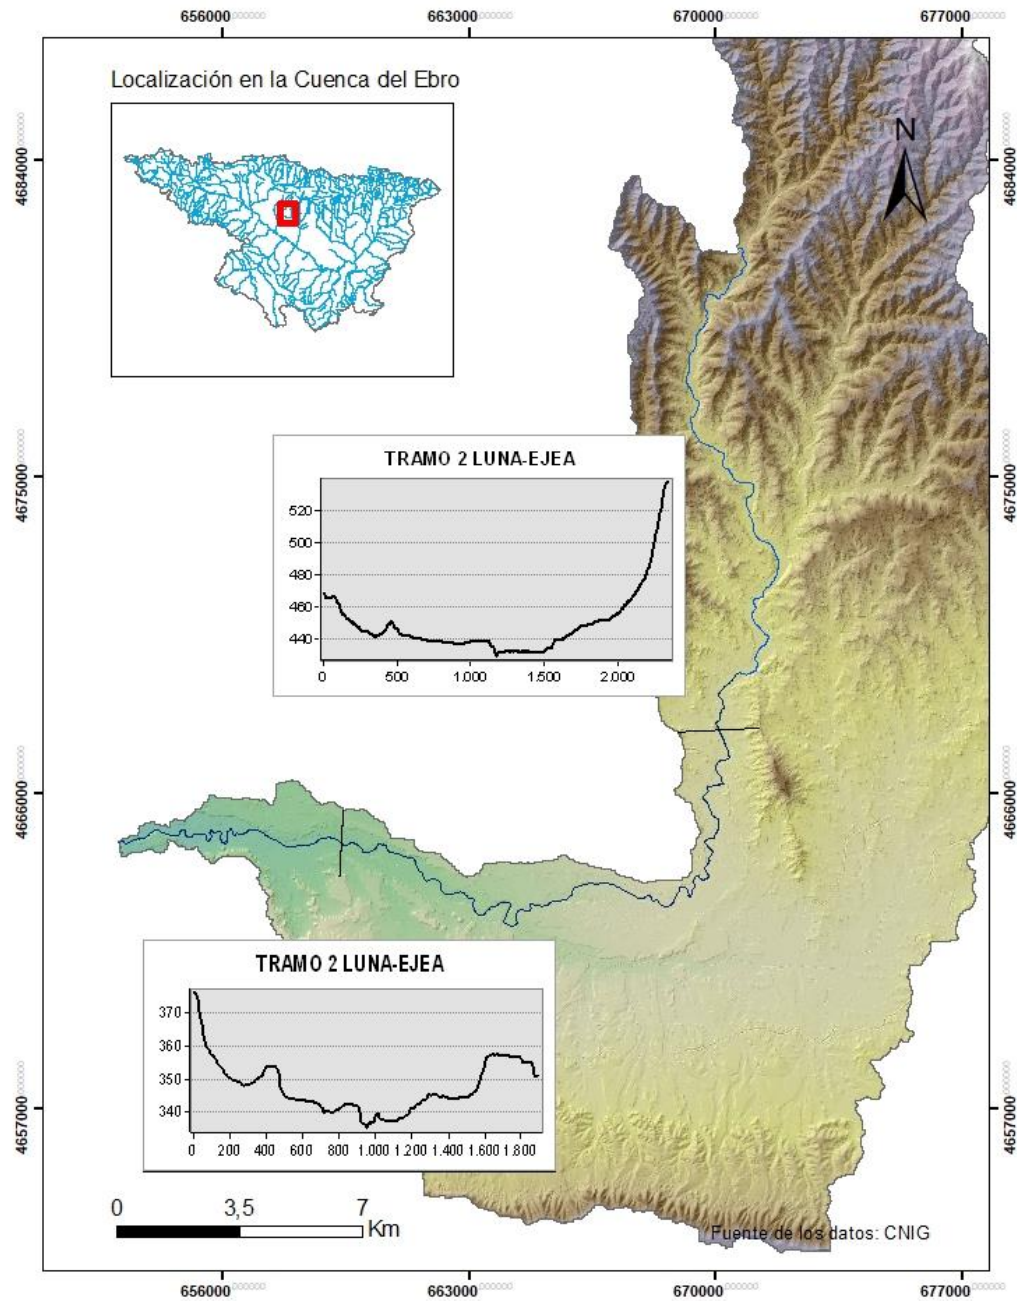 656000 663000 670000 677000
Localización en la Cuenca del Ebro
N
4684000 4684000
4675000 4675000
TRAMO 2 LUNA-EJEA
520
500
480
460
440
0 500 1.000 1.500 2.000
4666000 4666000
TRAMO 2 LUNA-EJEA
370
360
350
340
0 200 400 600 800 1.000 1.200 1.400 1.600 1.800
4657000 4657000
0 3,5 7
Km
Fuente de los datos: CNIG
656000 663000 670000 677000